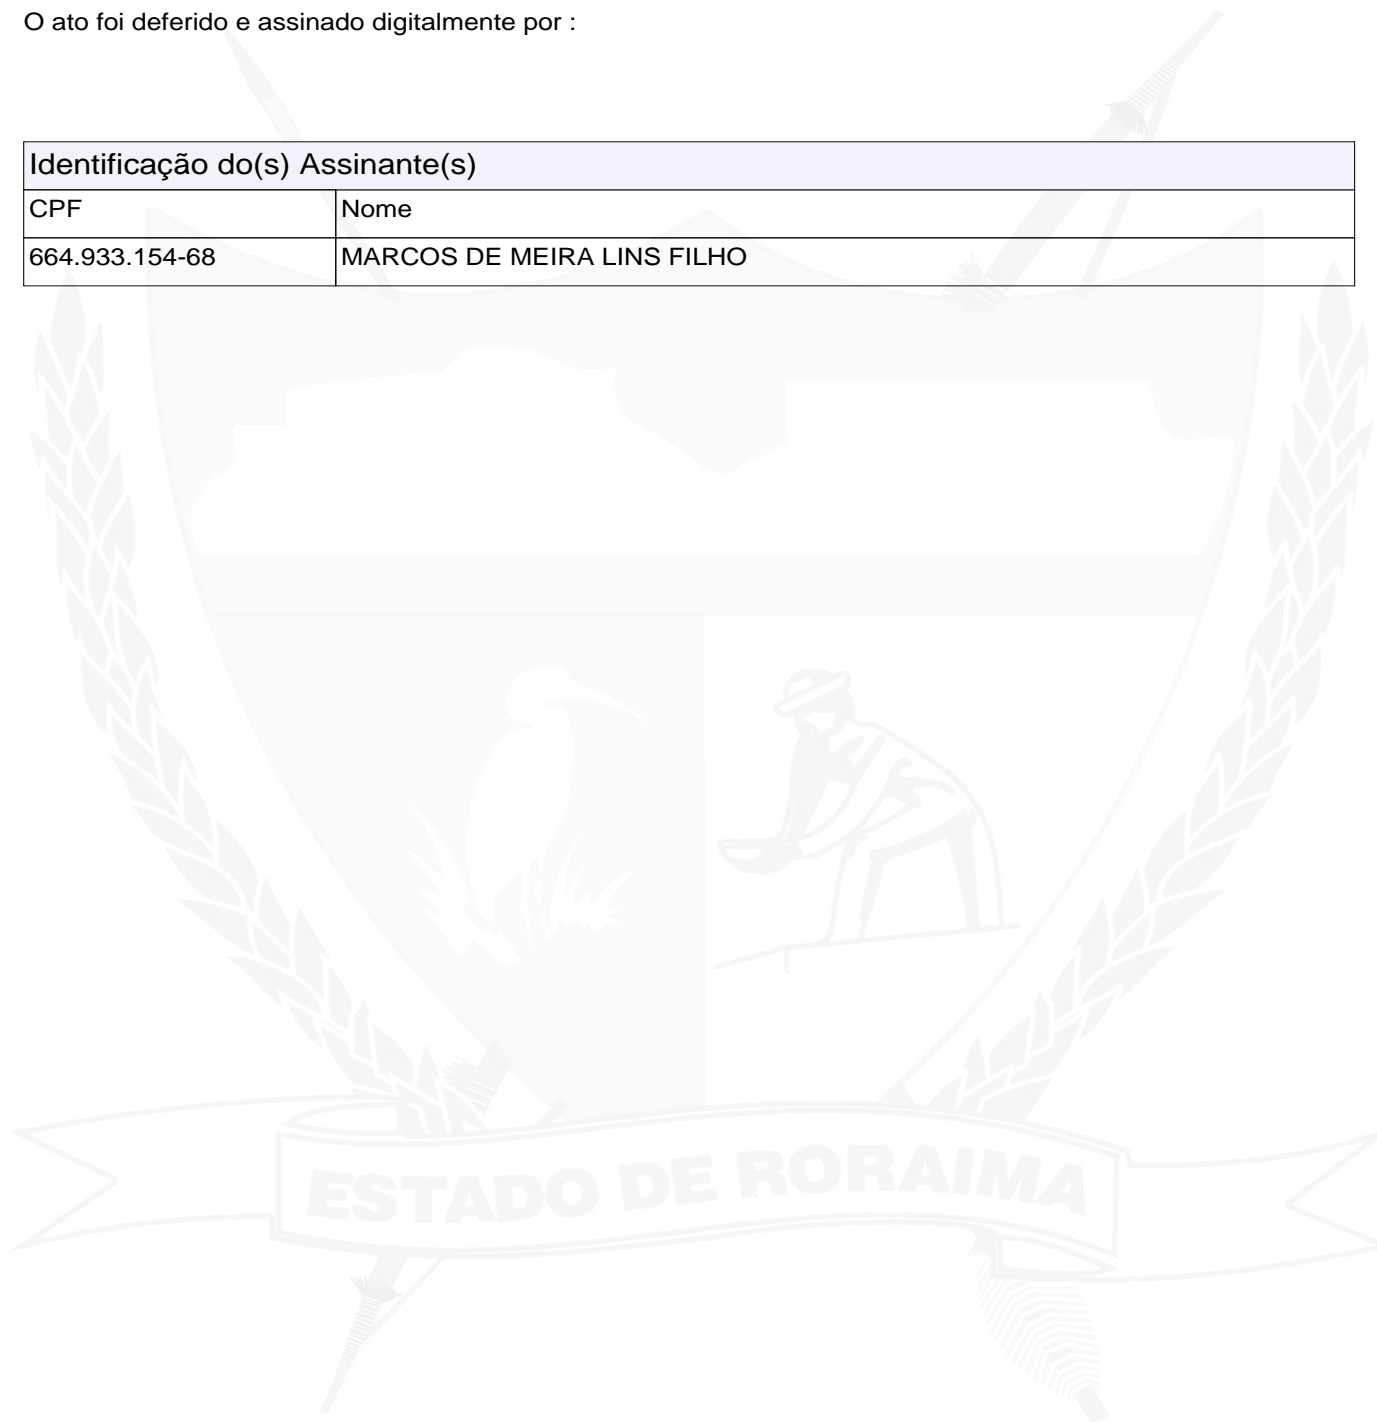 O ato foi deferido e assinado digitalmente por :
Identificação do(s) Assinante(s)
CPF Nome
664.933.154-68 MARCOS DE MEIRA LINS FILHO
ESTADO DE RORAIMA